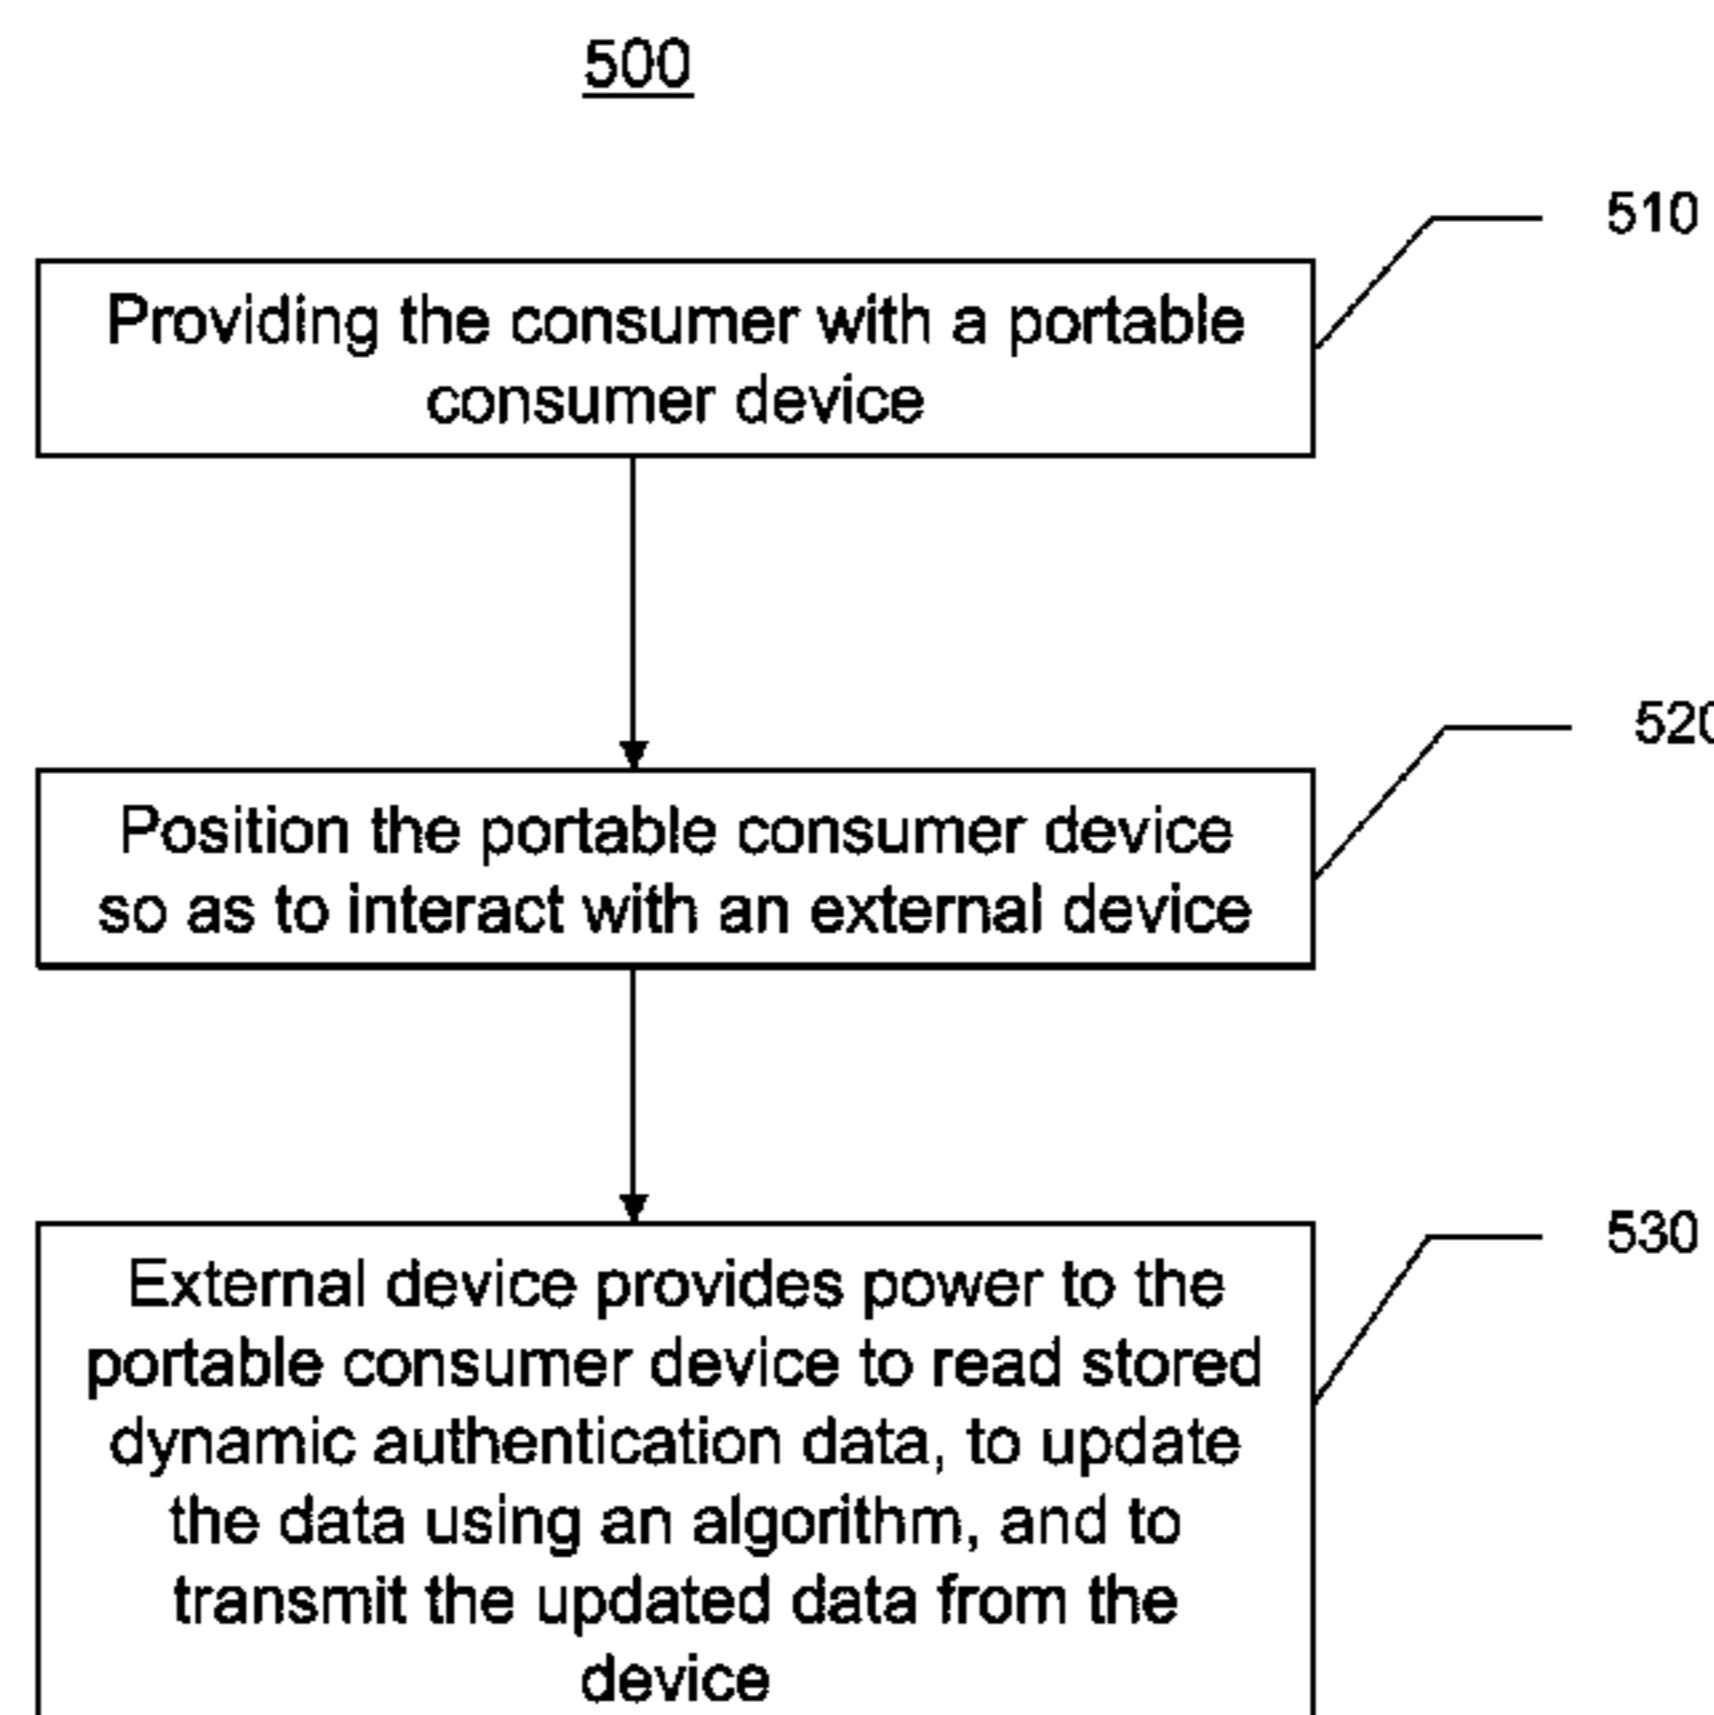 500
510
Providing the consumer with a portable
consumer device
520
Position the portable consumer device
so as to interact with an external device
530
External device provides power to the
portable consumer device to read stored
dynamic authentication data, to update
the data using an algorithm, and to
transmit the updated data from the
device